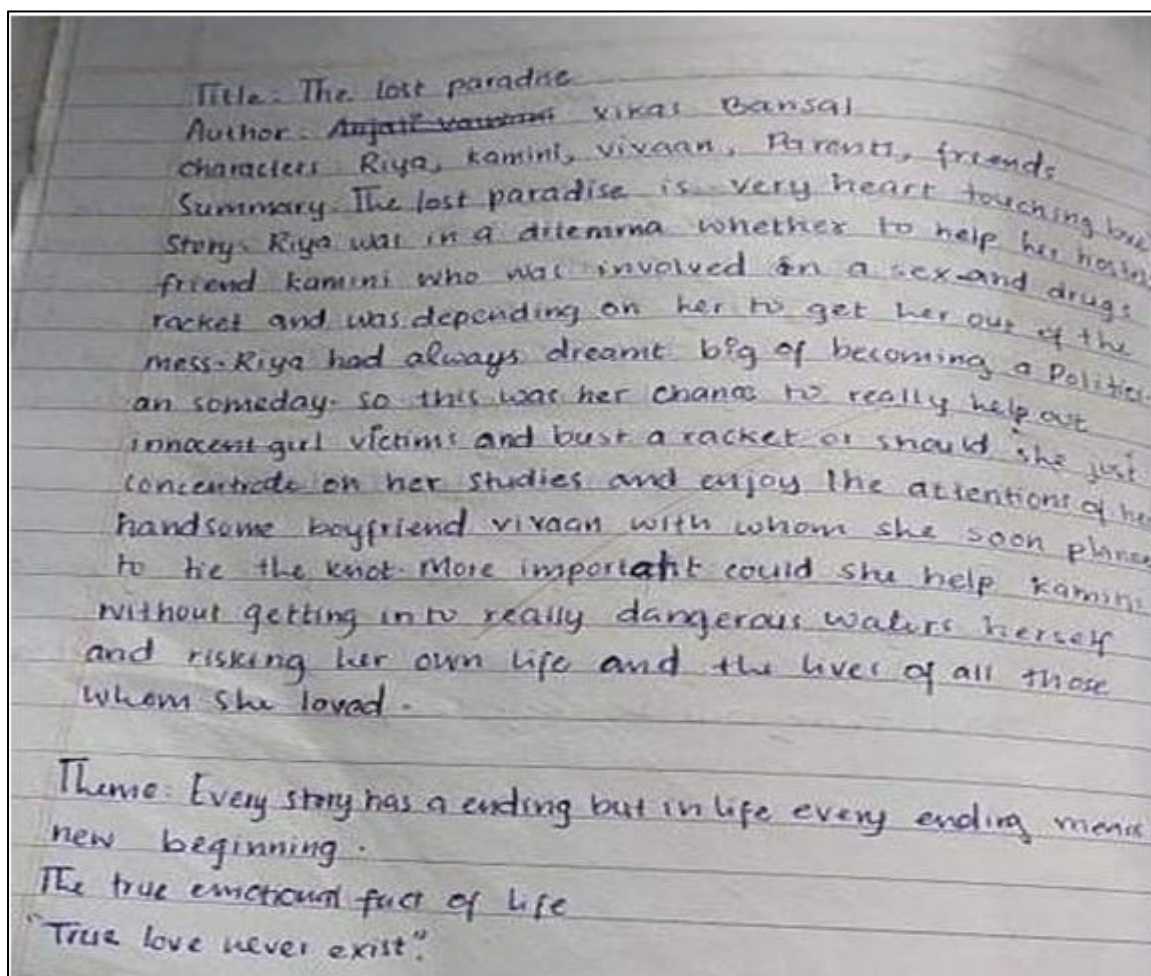 Title: The lost paradise
Author: vikas Bansal
characters Riya, kamini, vivaan, Parents, friends
Summary. The lost paradise is very heart touching love
Story. Riya was in a dilemma whether to help her
friend kamini who was involved in a sex and drugs
racket and was depending on her to get her out of the
mess. Riya had always dreamt big of becoming a Politici-
an someday. so this was her chance to really help out
innocent girl victims and bust a racket or should she just
concentrate on her studies and enjoy the attentions of her
handsome boyfriend vivaan with whom she soon
to tie the knot. More important could she help kamini
without getting into really dangerous waters herself
and risking her own life and the lives of all those
whom she loved.
Theme: Every story has a ending but in life every ending
new beginning.
The true emotional fact of life
"True love never exist".